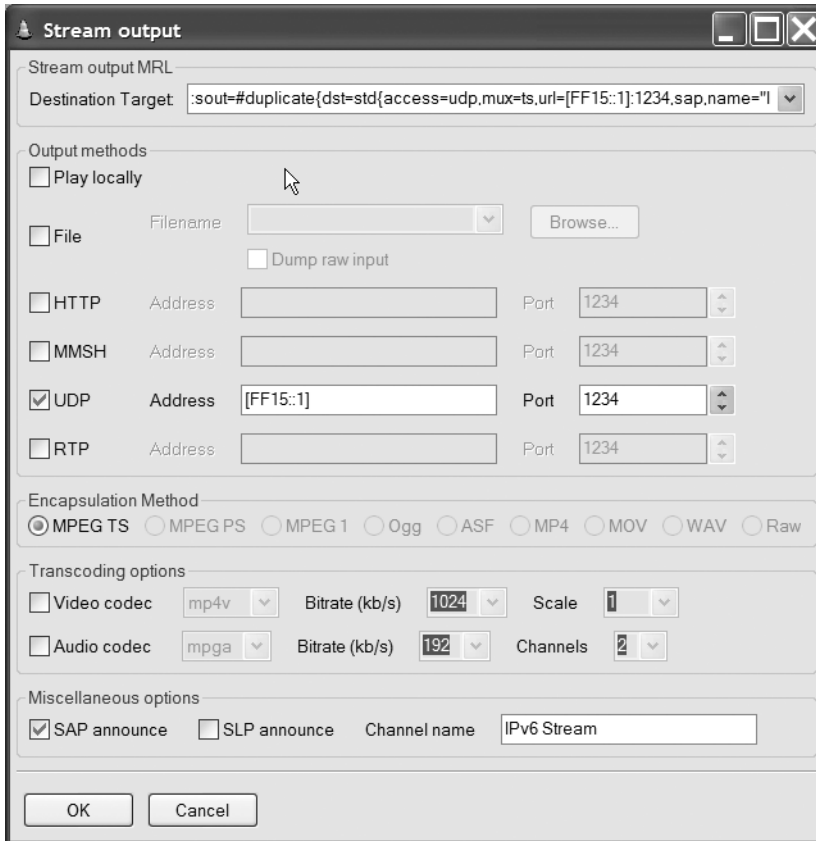 Stream output
Stream output MRL
Destination Target :sout=#duplicate{dst=std{access=udp,mux=ts,url=[FF15::1]:1234,sap,name="I
Output methods
Play locally
File Filename Browse...
Dump raw input
HTTP Address Port 1234
MMSH Address Port 1234
UDP Address [FF15::1] Port 1234
RTP Address Port 1234
Encapsulation Method
MPEG TS MPEG PS MPEG 1 Ogg ASF MP4 MOV WAV Raw
Transcoding options
Video codec mp4v Bitrate (kb/s) 1024 Scale 1
Audio codec mpga Bitrate (kb/s) 192 Channels 2
Miscellaneous options
SAP announce SLP announce Channel name IPv6 Stream
OK Cancel